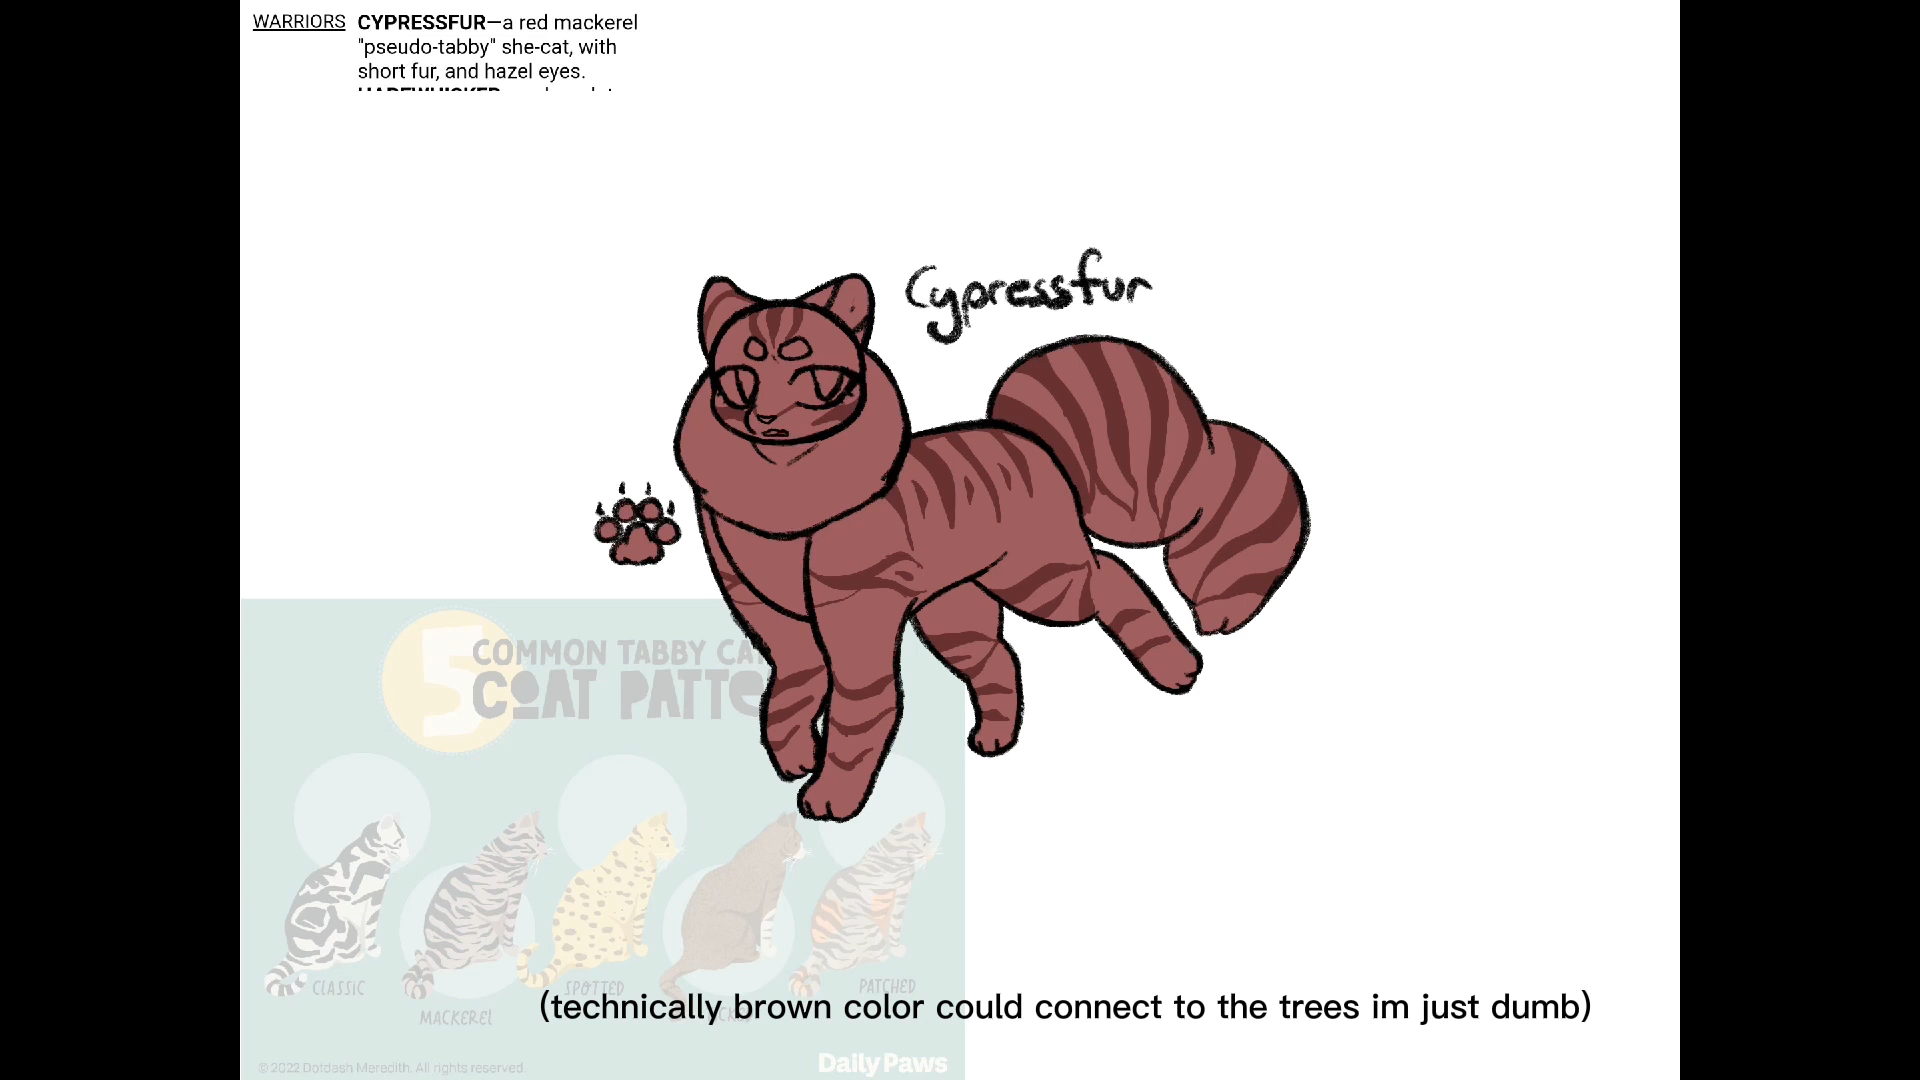 WARRIORS CYPRESSFUR—a red mackerel
"pseudo-tabby" she-cat, with
short fur, and hazel eyes.
Cypressfur
5
COMMON TABBY
COAT
CLASSIC
MACKEREL
SPOTTED
PATCHED
(technically brown color could connect to the trees im just dumb)
© 2022 Dotdash Meredith. All rights reserved.
Daily Paws